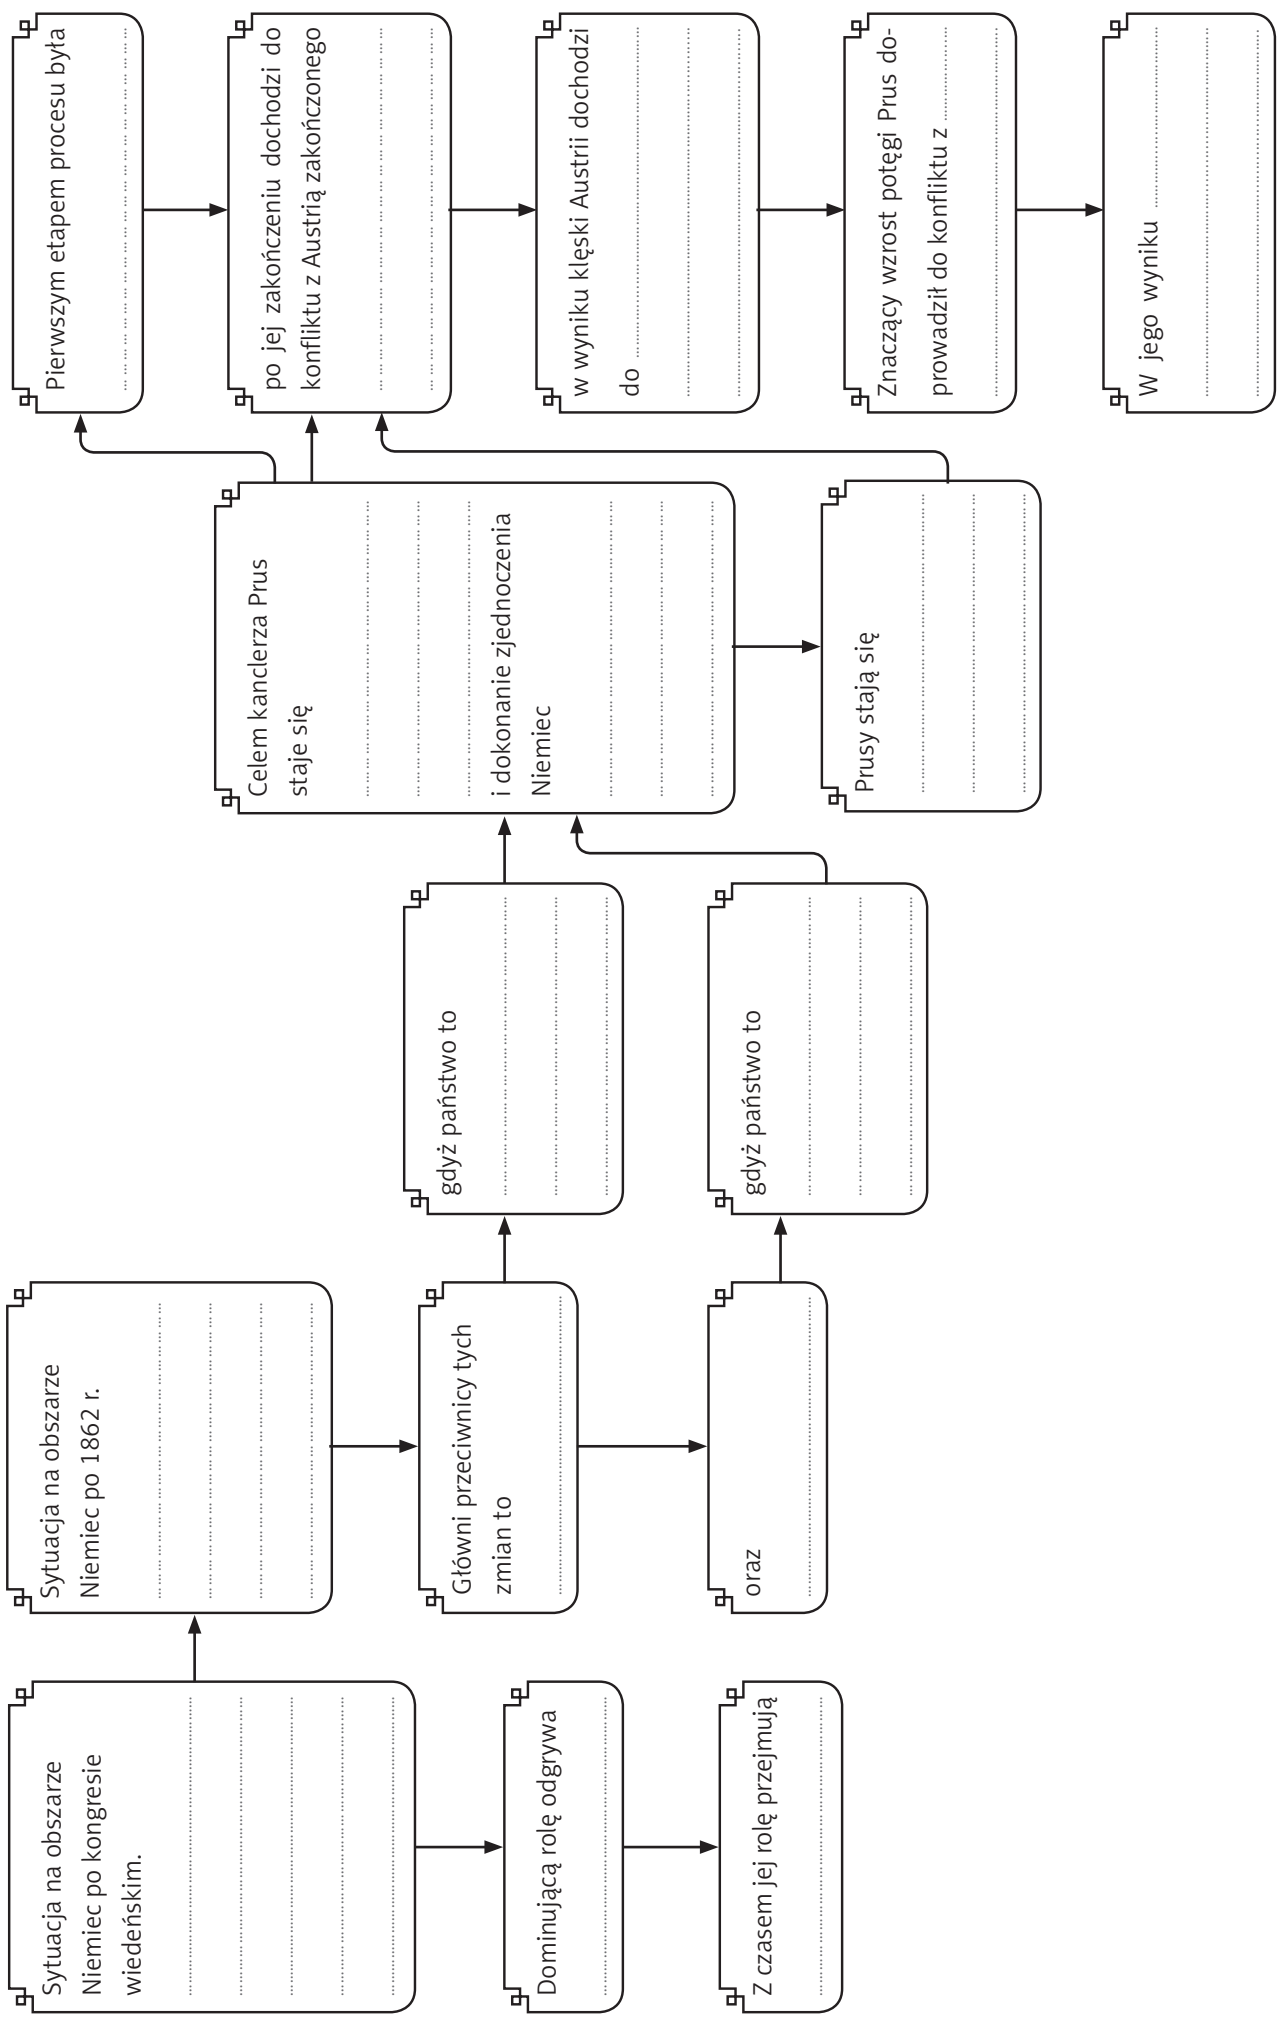 Sytuacja na obszarze
Niemiec po kongresie
wiedeńskim.
Dominującą rolę odgrywa
Z czasem jej rolę przejmują
Sytuacja na obszarze
Niemiec po 1862 r.
Główni przeciwnicy tych
zmian to
oraz
gdyż państwo to
gdyż państwo to
Celem kanclerza Prus
staje się
i dokonanie zjednoczenia
Niemiec
Prusy stają się
Pierwszym etapem procesu była
po jej zakończeniu dochodzi do
konfliktu z Austrią zakończonego
w wyniku klęski Austrii dochodzi
do
Znaczący wzrost potęgi Prus do-
prowadził do konfliktu z
W jego wyniku